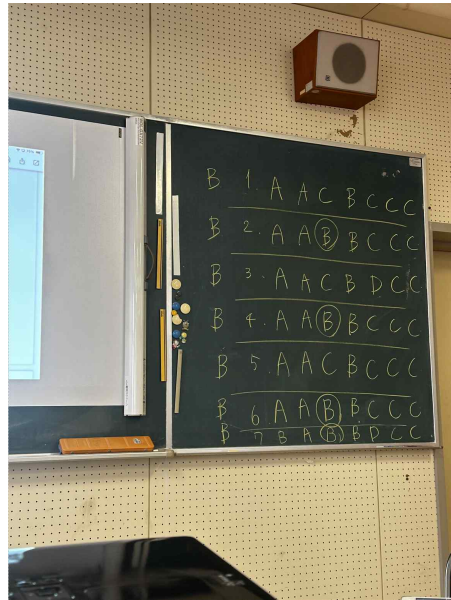 B 1. A A C B C C C
B 2. A A B B C C C
B 3. A A C B D C C
B 4. A A B B C C C
B 5. A A C B C C C
B 6. A A B B C C C
B 7. B A B B D C C